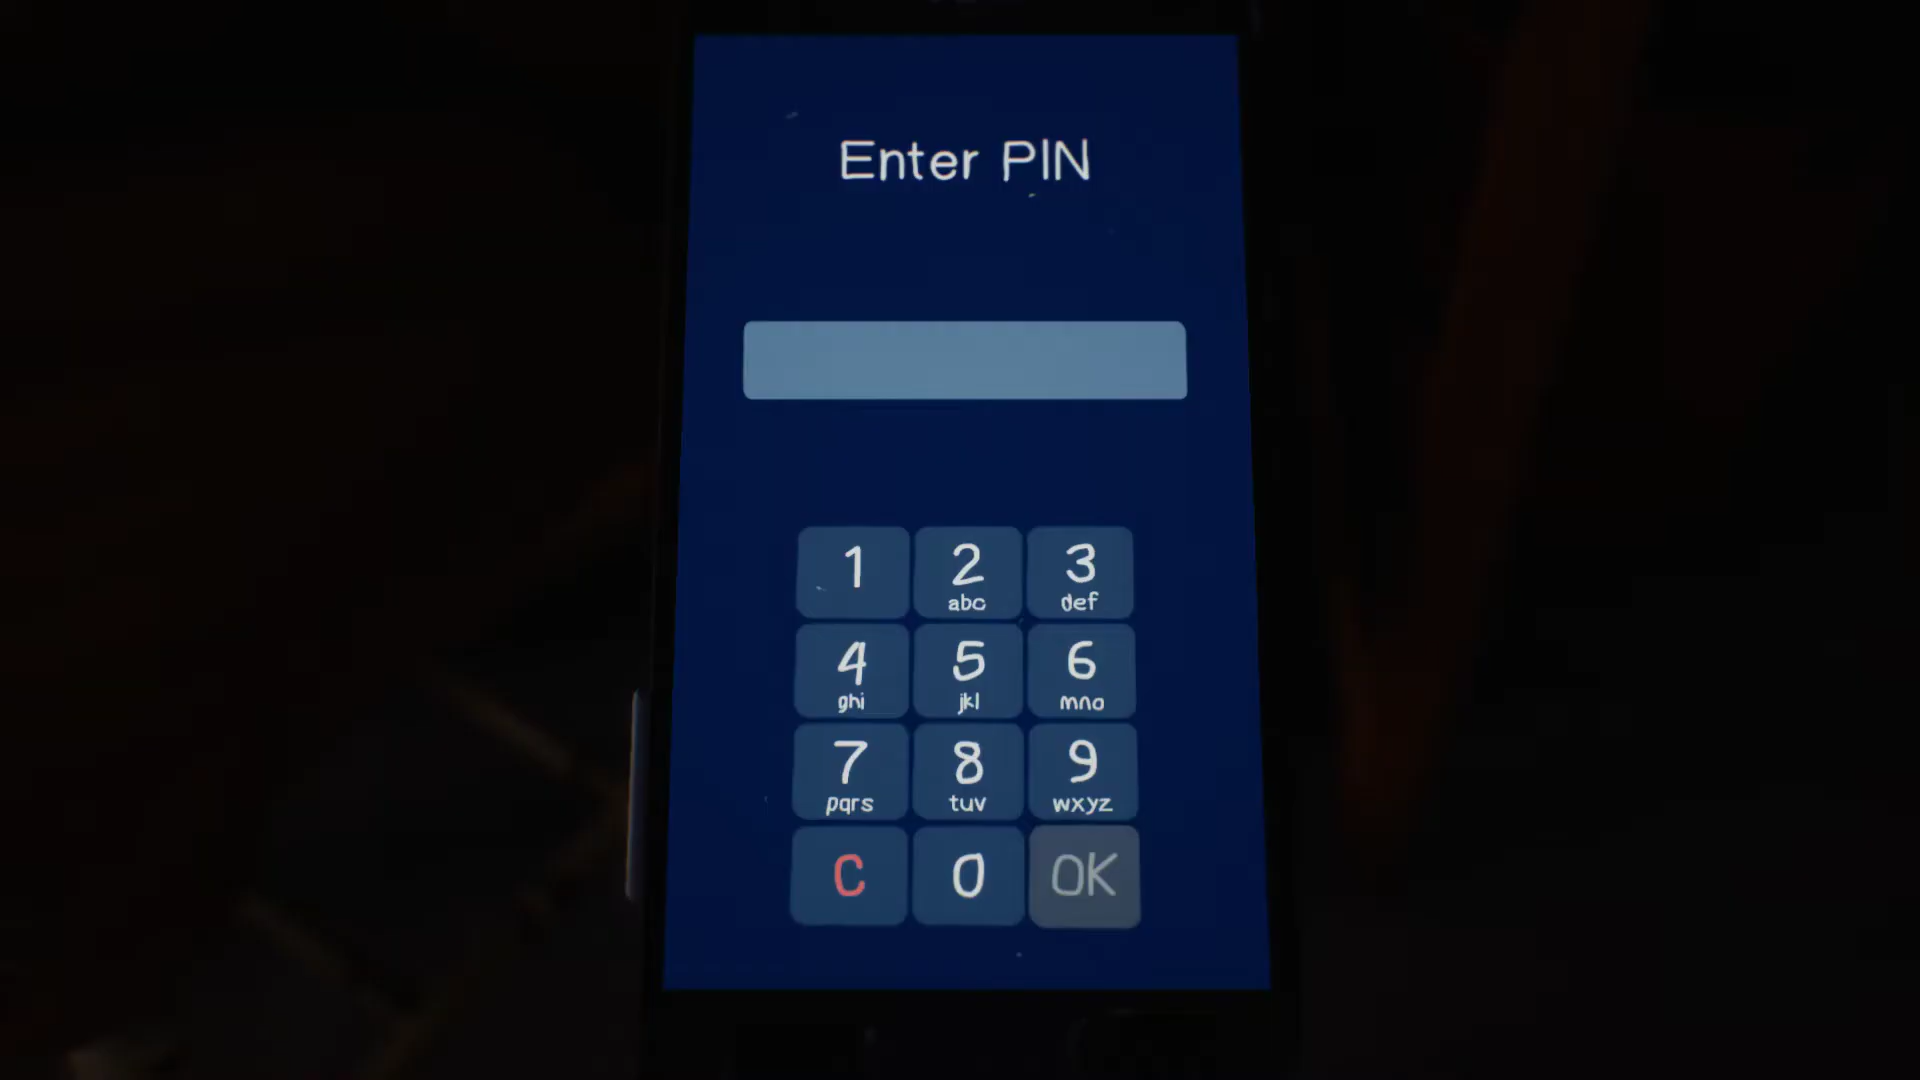 Enter PIN
1 2 3
abc def
4 5 6
ghi jkl mno
7 8 9
pqrs tuv wxyz
C 0 OK